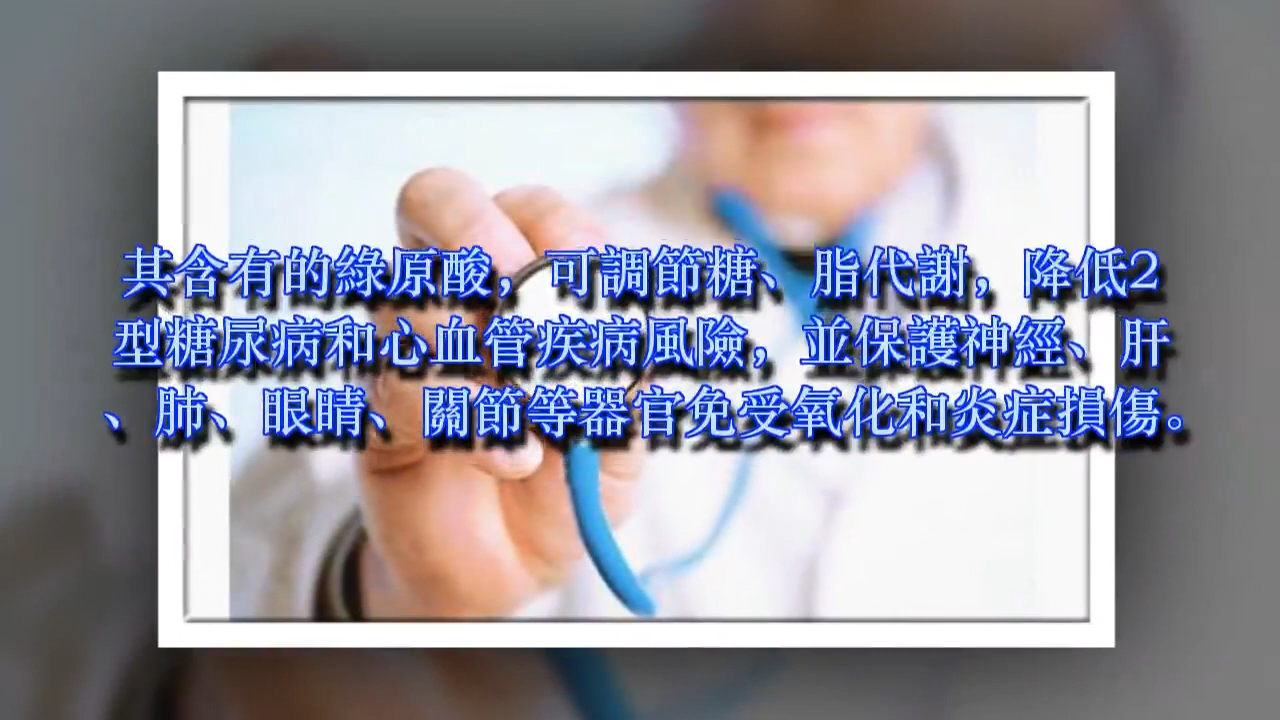 其含有的綠原酸，可調節糖、脂代謝，降低2
型糖尿病和心血管疾病風險，並保護神經、肝
、肺、眼睛、關節等器官免受氧化和炎症損傷。